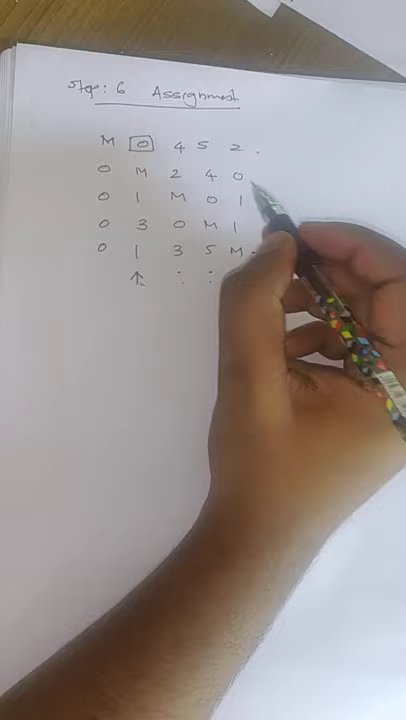 Step: 6 Assignment
M 0 4 5 2 .
0 M 2 4 0
0 1 M 0 1
0 3 0 M 1
0 1 3 5 M -
↑ : :